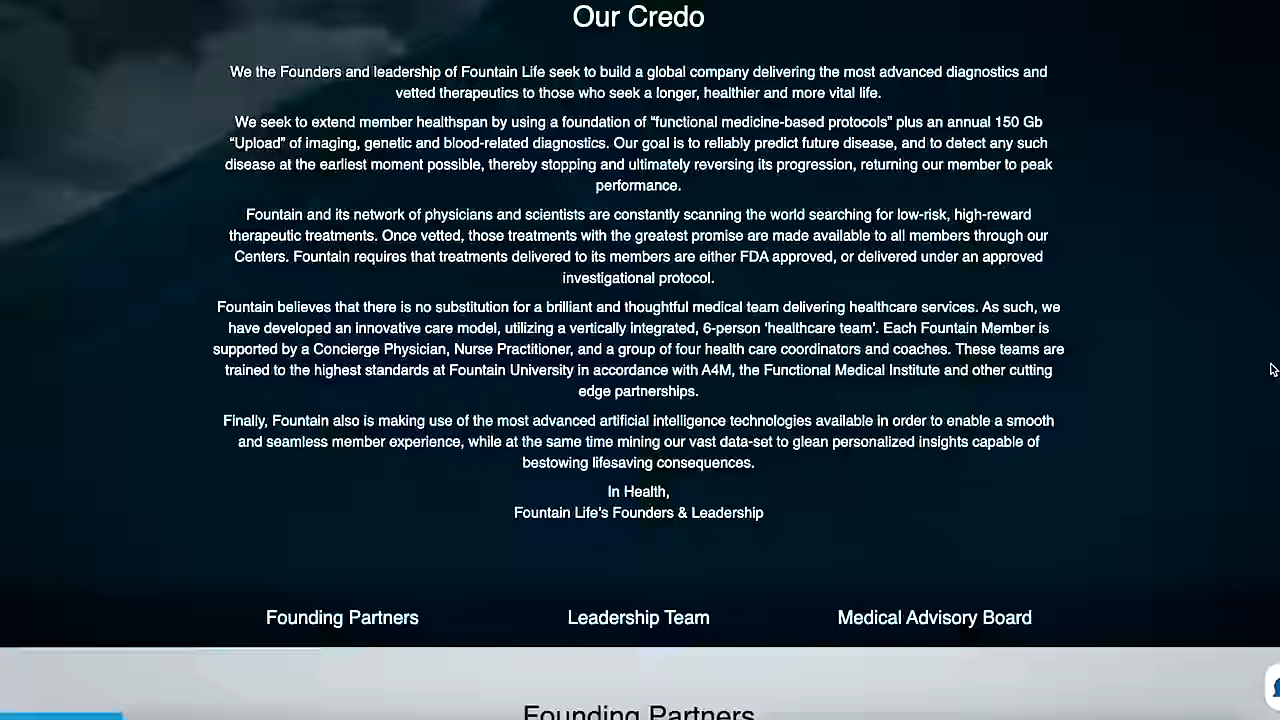 Our Credo
We the Founders and leadership of Fountain Life seek to build a global company delivering the most advanced diagnostics and
vetted therapeutics to those who seek a longer, healthier and more vital life.
We seek to extend member healthspan by using a foundation of “functional medicine-based protocols” plus an annual 150 Gb
“Upload” of imaging, genetic and blood-related diagnostics. Our goal is to reliably predict future disease, and to detect any such
disease at the earliest moment possible, thereby stopping and ultimately reversing its progression, returning our member to peak
performance.
Fountain and its network of physicians and scientists are constantly scanning the world searching for low-risk, high-reward
therapeutic treatments. Once vetted, those treatments with the greatest promise are made available to all members through our
Centers. Fountain requires that treatments delivered to its members are either FDA approved, or delivered under an approved
investigational protocol.
Fountain believes that there is no substitution for a brilliant and thoughtful medical team delivering healthcare services. As such, we
have developed an innovative care model, utilizing a vertically integrated, 6-person ‘healthcare team’. Each Fountain Member is
supported by a Concierge Physician, Nurse Practitioner, and a group of four health care coordinators and coaches. These teams are
trained to the highest standards at Fountain University in accordance with A4M, the Functional Medical Institute and other cutting
edge partnerships.
Finally, Fountain also is making use of the most advanced artificial intelligence technologies available in order to enable a smooth
and seamless member experience, while at the same time mining our vast data-set to glean personalized insights capable of
bestowing lifesaving consequences.
In Health,
Fountain Life’s Founders & Leadership
Founding Partners
Leadership Team
Medical Advisory Board
Founding Partners